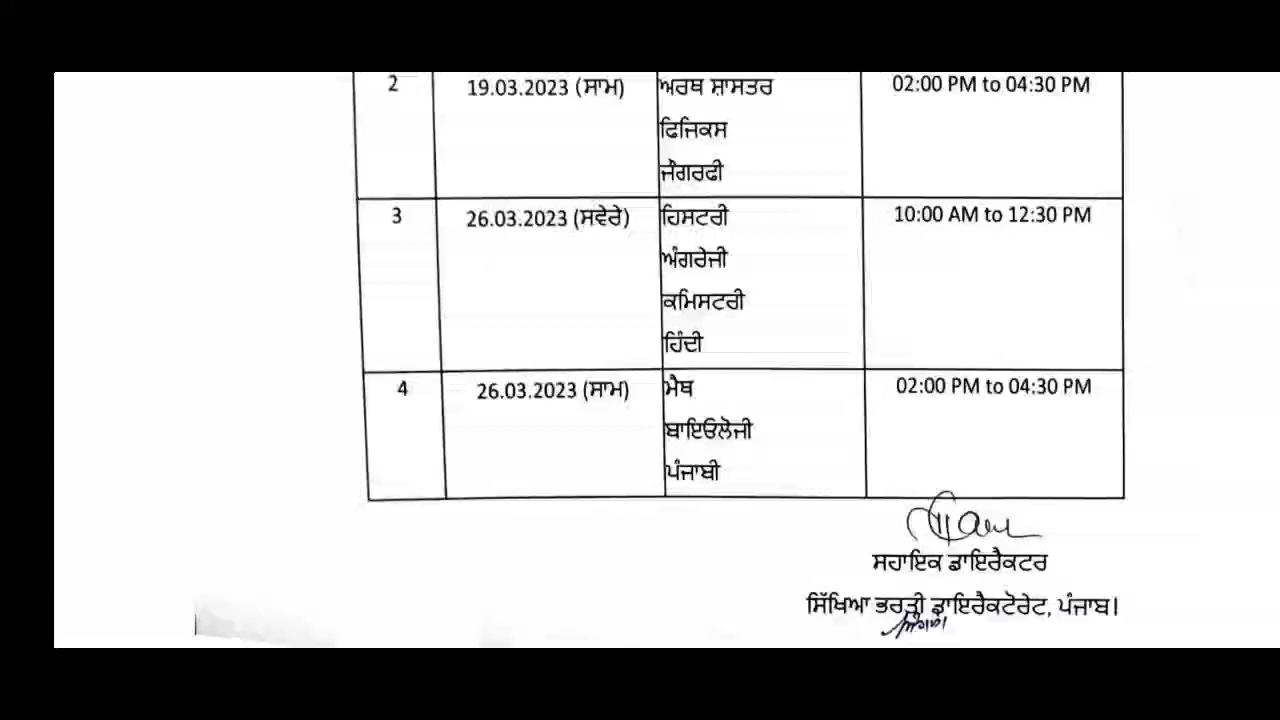 2 19.03.2023 (ਸਾਮ) ਅਰਥ ਸ਼ਾਸਤਰ 02:00 PM to 04:30 PM
ਫਿਜਿਕਸ
ਜੌਗਰਫੀ
3 26.03.2023 (ਸਵੇਰੇ) ਹਿਸਟਰੀ 10:00 AM to 12:30 PM
ਅੰਗਰੇਜੀ
ਕਮਿਸਟਰੀ
ਹਿੰਦੀ
4 26.03.2023 (ਸਾਮ) ਮੈਥ 02:00 PM to 04:30 PM
ਬਾਇਓਲੋਜੀ
ਪੰਜਾਬੀ
ਸਹਾਇਕ ਡਾਇਰੈਕਟਰ
ਸਿੱਖਿਆ ਭਰਤੀ ਡਾਇਰੈਕਟੋਰੇਟ, ਪੰਜਾਬ।